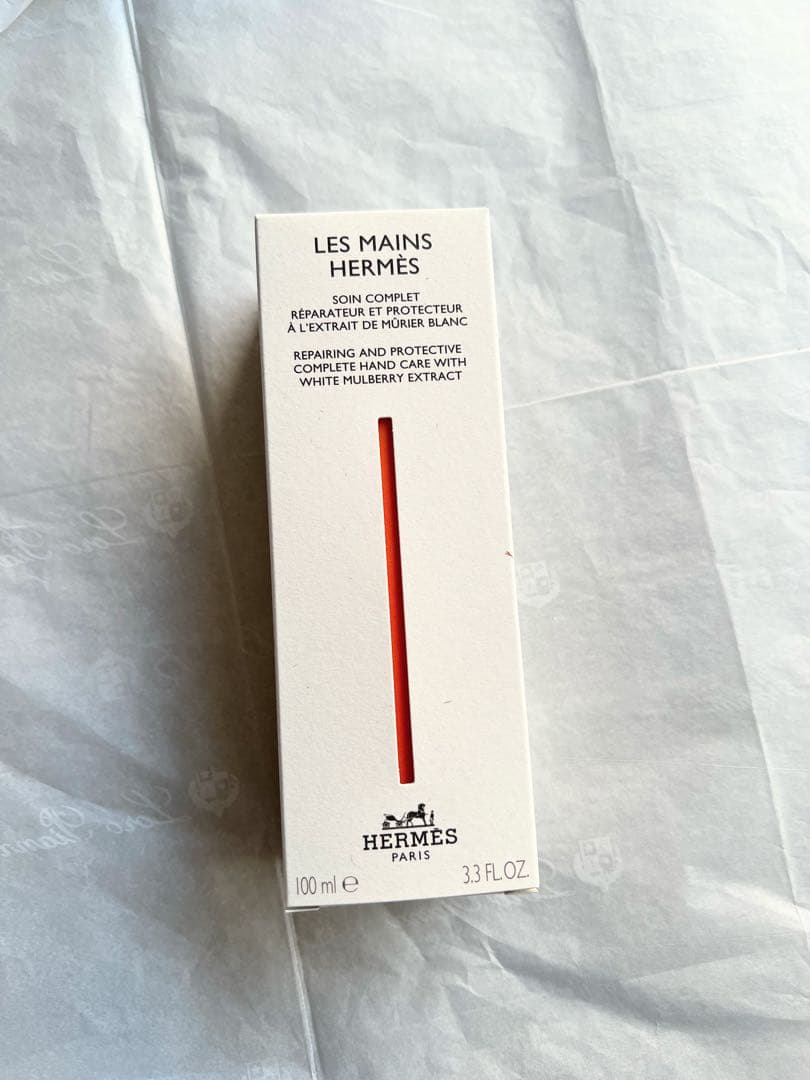 LES MAINS
HERMÈS
SOIN COMPLET
RÉPARATEUR ET PROTECTEUR
À L'EXTRAIT DE MÛRIER BLANC
REPAIRING AND PROTECTIVE
COMPLETE HAND CARE WITH
WHITE MULBERRY EXTRACT
HERMÈS
PARIS
100 ml ℮
3.3 FL.OZ.